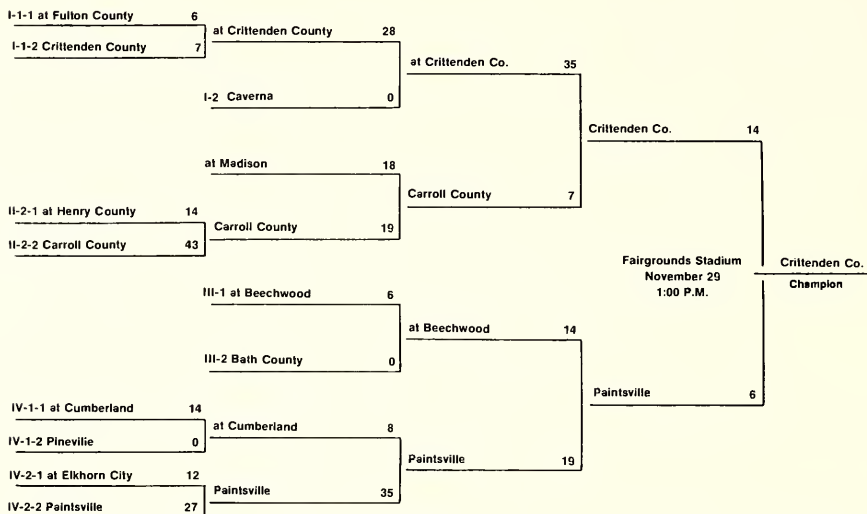 I-1-1 at Fulton County 6
I-1-2 Crittenden County 7
at Crittenden County 28
I-2 Caverna 0
at Crittenden Co. 35
at Madison 18
II-2-1 at Henry County 14
II-2-2 Carroll County 43
Carroll County 19
Carroll County 7
Crittenden Co. 14
III-1 at Beechwood 6
III-2 Bath County 0
at Beechwood 14
IV-1-1 at Cumberland 14
IV-1-2 Pineville 0
at Cumberland 8
IV-2-1 at Elkhorn City 12
IV-2-2 Paintsville 27
Paintsville 35
Paintsville 19
Paintsville 6
Fairgrounds Stadium
November 29
1:00 P.M.
Crittenden Co.
Champion